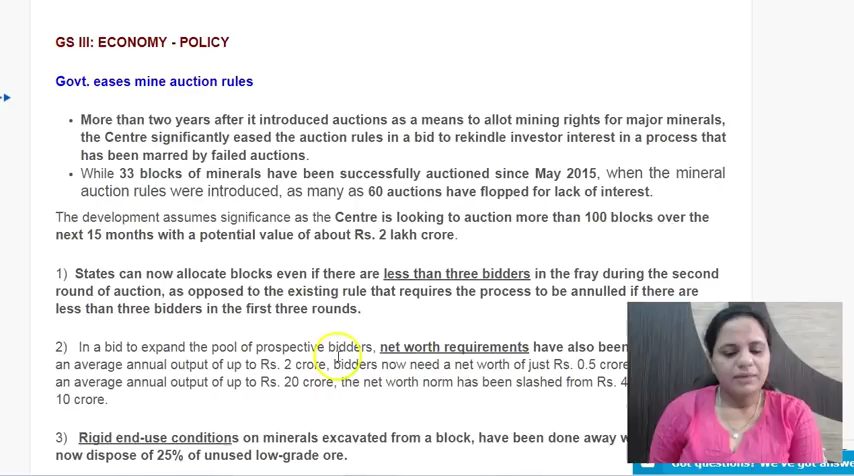 GS III: ECONOMY - POLICY
Govt. eases mine auction rules
• More than two years after it introduced auctions as a means to allot mining rights for major minerals,
the Centre significantly eased the auction rules in a bid to rekindle investor interest in a process that
has been marred by failed auctions.
• While 33 blocks of minerals have been successfully auctioned since May 2015, when the mineral
auction rules were introduced, as many as 60 auctions have flopped for lack of interest.
The development assumes significance as the Centre is looking to auction more than 100 blocks over the
next 15 months with a potential value of about Rs. 2 lakh crore.
1) States can now allocate blocks even if there are less than three bidders in the fray during the second
round of auction, as opposed to the existing rule that requires the process to be annulled if there are
less than three bidders in the first three rounds.
2) In a bid to expand the pool of prospective bidders, net worth requirements have also been
an average annual output of up to Rs. 2 crore, bidders now need a net worth of just Rs. 0.5 crore
an average annual output of up to Rs. 20 crore, the net worth norm has been slashed from Rs. 4
10 crore.
3) Rigid end-use conditions on minerals excavated from a block, have been done away
now dispose of 25% of unused low-grade ore.
Got questions? We've got answe